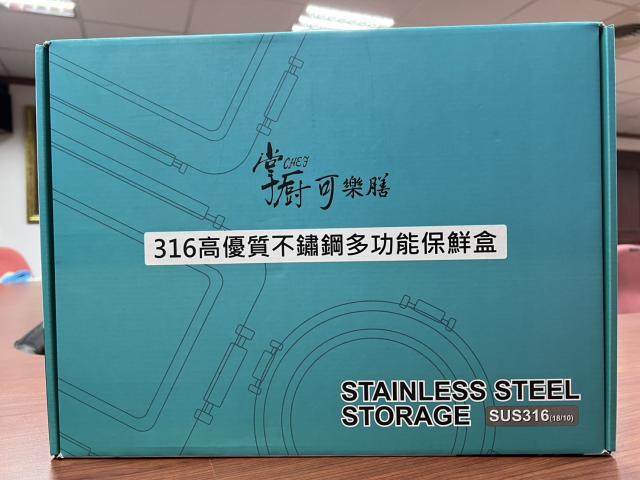 CHEF
掌廚可樂膳
316高優質不鏽鋼多功能保鮮盒
STAINLESS STEEL
STORAGE SUS316(18/10)